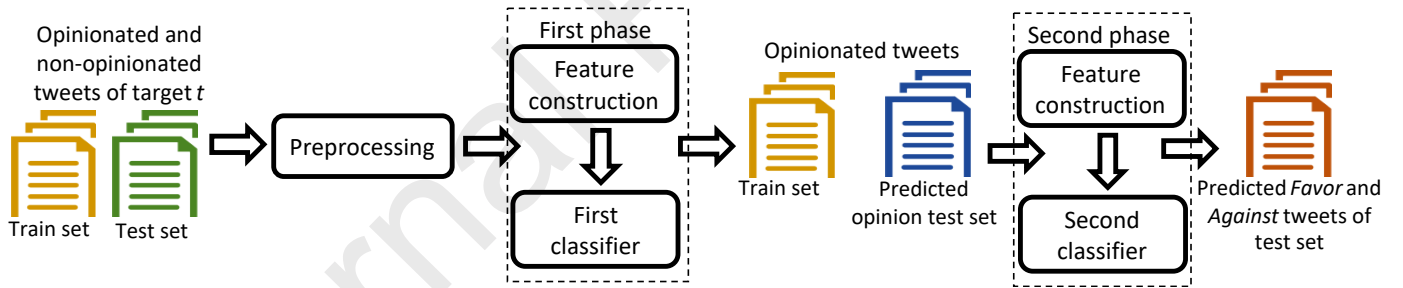 Opinionated and
non-opinionated
tweets of target t
Train set
Test set
Preprocessing
First phase
Feature
construction
First
classifier
Opinionated tweets
Train set
Predicted
opinion test set
Second phase
Feature
construction
Second
classifier
Predicted Favor and
Against tweets of
test set